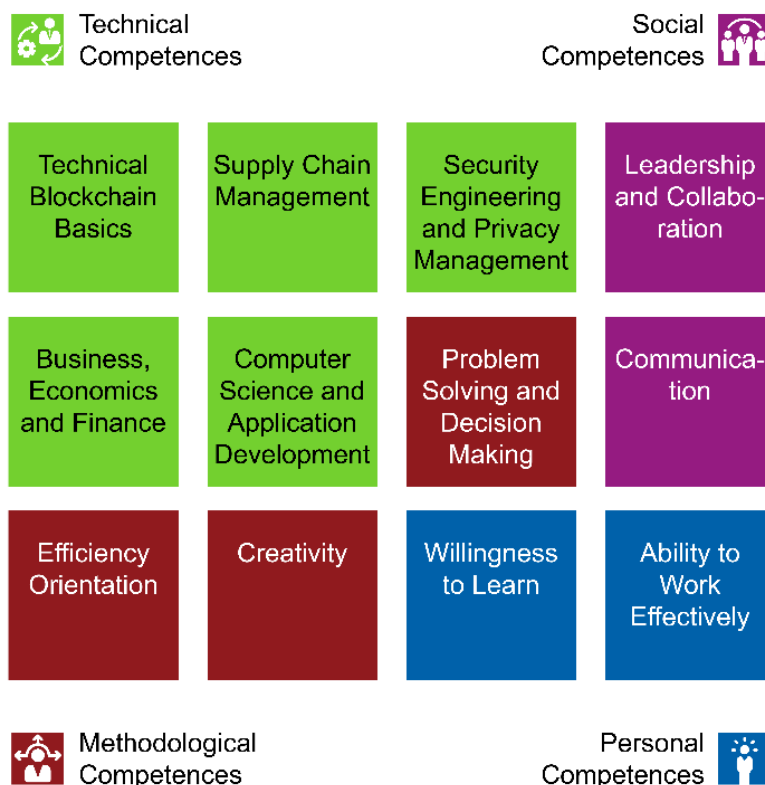 Technical
Competences
Social
Competences
Technical
Blockchain
Basics
Supply Chain
Management
Security
Engineering
and Privacy
Management
Leadership
and Collabo-
ration
Business,
Economics
and Finance
Computer
Science and
Application
Development
Problem
Solving and
Decision
Making
Communica-
tion
Efficiency
Orientation
Creativity
Willingness
to Learn
Ability to
Work
Effectively
Methodological
Competences
Personal
Competences